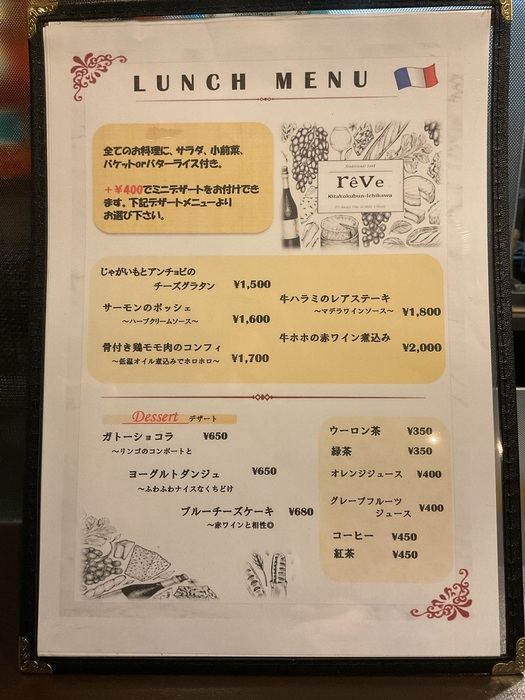 LUNCH MENU
全てのお料理に、サラダ、小前菜、
バケットorバターライス付き。
＋￥400でミニデザートをお付けでき
ます。下記デザートメニューより
お選び下さい。
Traditional food
rêVe
Kitakokubun-Ichikawa
じゃがいもとアンチョビの
チーズグラタン ¥1,500
サーモンのポッシェ
～ハーブクリームソース～ ¥1,600
骨付き鶏モモ肉のコンフィ
～低温オイル煮込みでホロホロ～ ¥1,700
牛ハラミのレアステーキ
～マデラワインソース～ ¥1,800
牛ホホの赤ワイン煮込み
¥2,000
Dessert デザート
ガトーショコラ ¥650
～リンゴのコンポートと
ヨーグルトダンジュ ¥650
～ふわふわナイスなくちどけ
ブルーチーズケーキ ¥680
～赤ワインと相性◎
ウーロン茶 ¥350
緑茶 ¥350
オレンジジュース ¥400
グレープフルーツ
ジュース ¥400
コーヒー ¥450
紅茶 ¥450